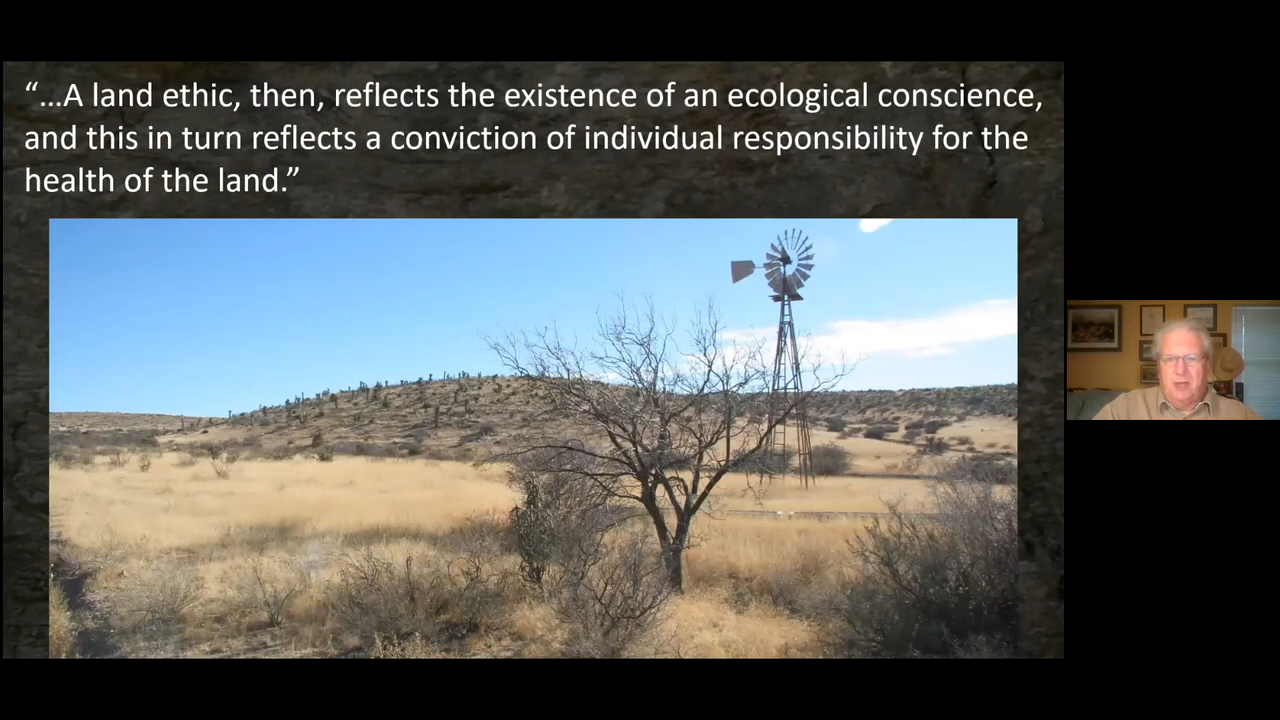 “…A land ethic, then, reflects the existence of an ecological conscience,
and this in turn reflects a conviction of individual responsibility for the
health of the land.”